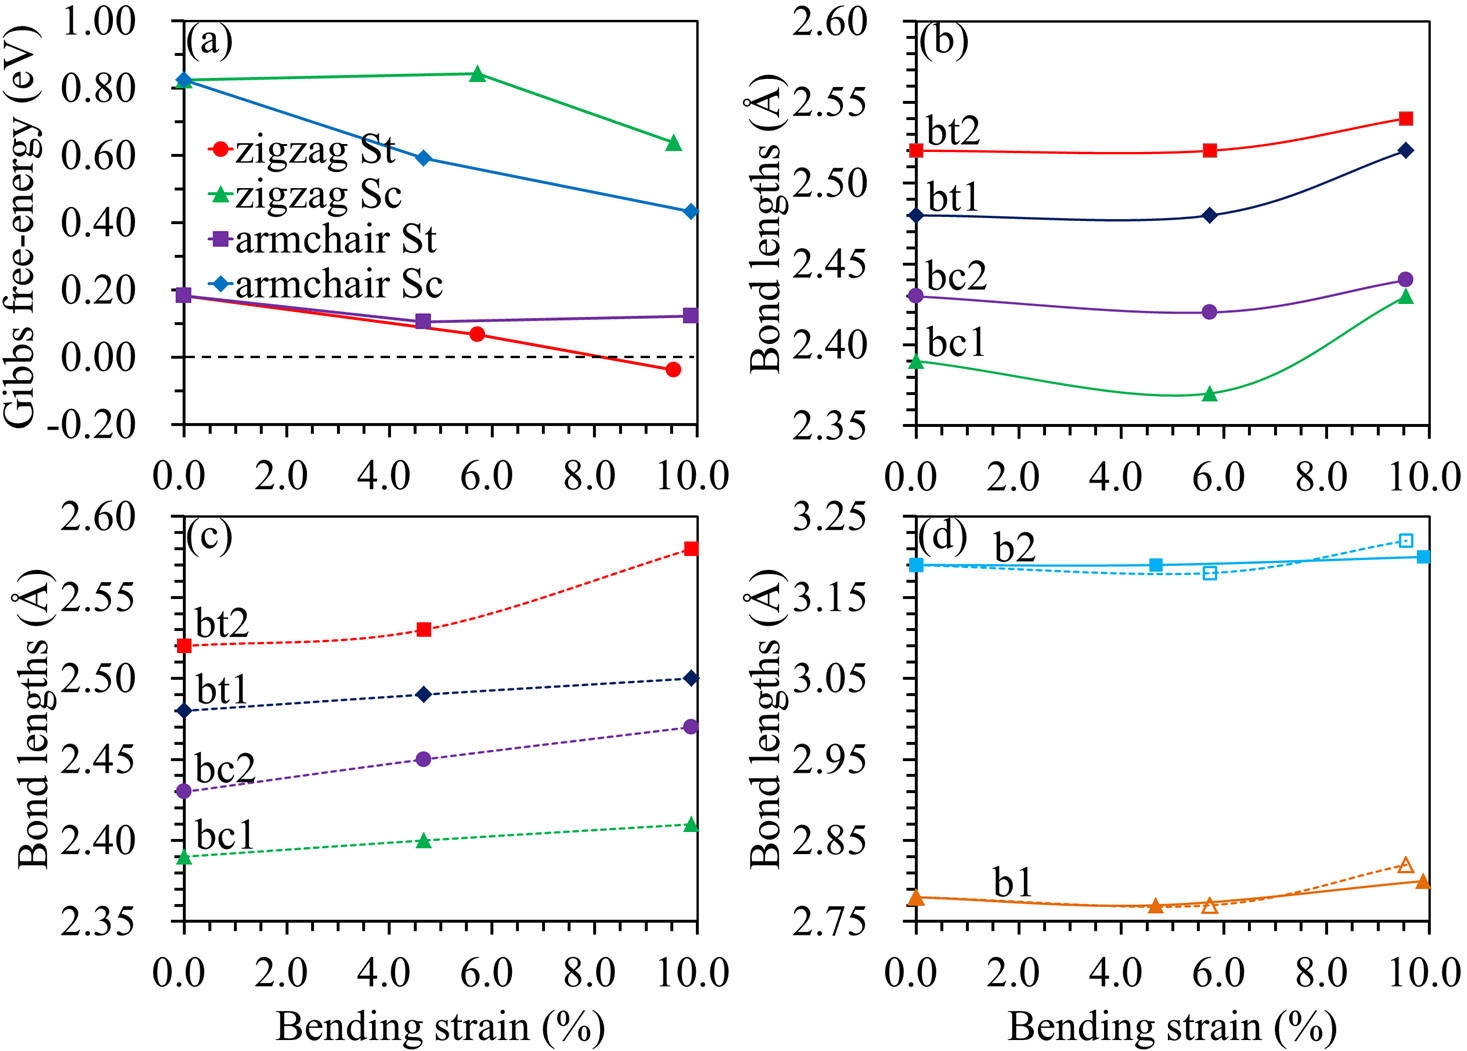 (a)
Gibbs free-energy (eV)
1.00
0.80
0.60
0.40
0.20
0.00
-0.20
zigzag St
zigzag Sc
armchair St
armchair Sc
0.0 2.0 4.0 6.0 8.0 10.0
(b)
Bond lengths (Å)
2.60
2.55
2.50
2.45
2.40
2.35
bt2
bt1
bc2
bc1
0.0 2.0 4.0 6.0 8.0 10.0
(c)
Bond lengths (Å)
2.60
2.55
2.50
2.45
2.40
2.35
bt2
bt1
bc2
bc1
0.0 2.0 4.0 6.0 8.0 10.0
Bending strain (%)
(d)
Bond lengths (Å)
3.25
3.15
3.05
2.95
2.85
2.75
b2
b1
0.0 2.0 4.0 6.0 8.0 10.0
Bending strain (%)